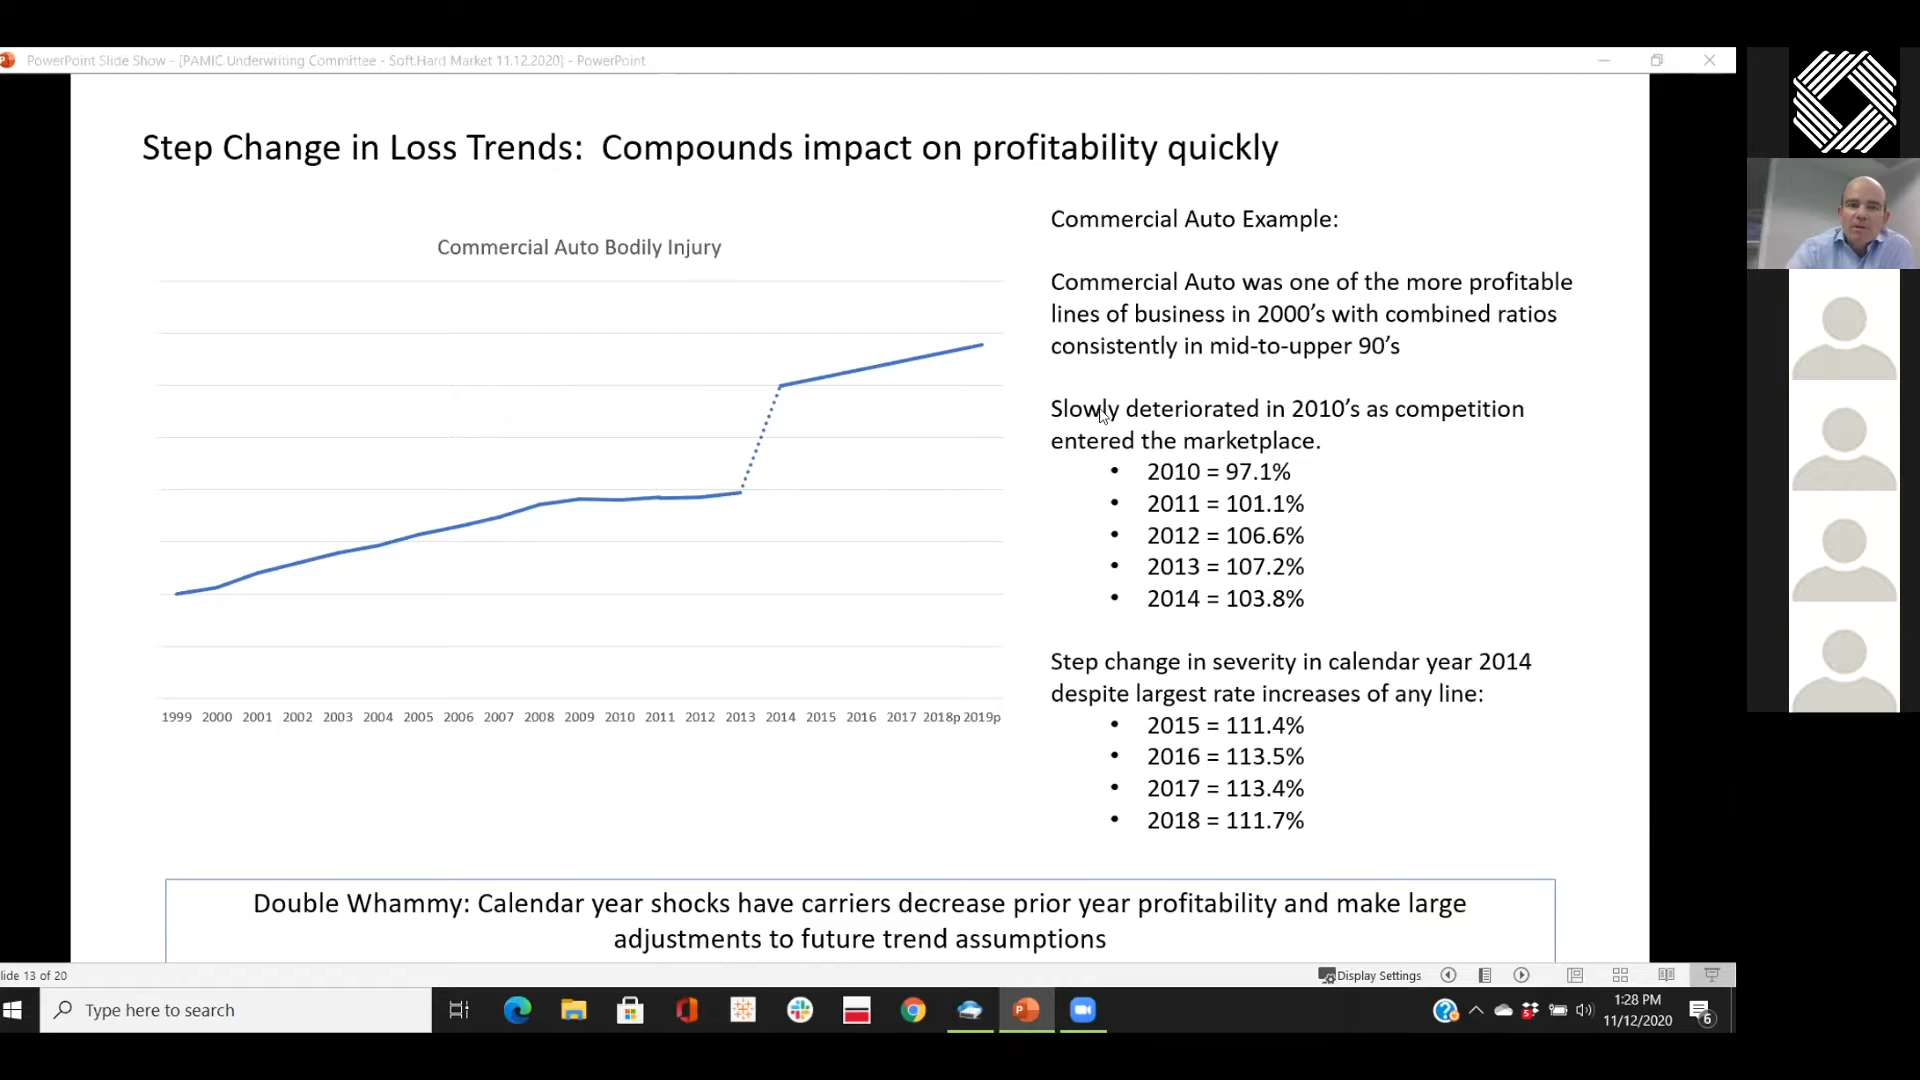 PowerPoint Slide Show - [PAMIC Underwriting Committee - Soft.Hard Market 11.12.2020] - PowerPoint
Step Change in Loss Trends: Compounds impact on profitability quickly
Commercial Auto Bodily Injury
1999 2000 2001 2002 2003 2004 2005 2006 2007 2008 2009 2010 2011 2012 2013 2014 2015 2016 2017 2018p 2019p
Commercial Auto Example:
Commercial Auto was one of the more profitable
lines of business in 2000's with combined ratios
consistently in mid-to-upper 90's
Slowly deteriorated in 2010's as competition
entered the marketplace.
• 2010 = 97.1%
• 2011 = 101.1%
• 2012 = 106.6%
• 2013 = 107.2%
• 2014 = 103.8%
Step change in severity in calendar year 2014
despite largest rate increases of any line:
• 2015 = 111.4%
• 2016 = 113.5%
• 2017 = 113.4%
• 2018 = 111.7%
Double Whammy: Calendar year shocks have carriers decrease prior year profitability and make large
adjustments to future trend assumptions
lide 13 of 20
Display Settings
Type here to search
1:28 PM
11/12/2020
6